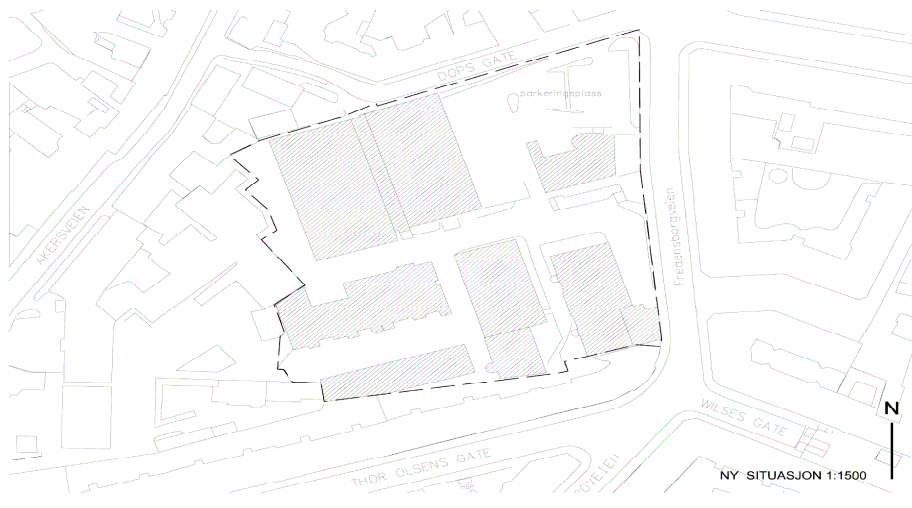 DOPS GATE
parkeringsplass
AKERSVEIEN
Fredensborgveien
WILSES GATE
N
THOR OLSENS GATE
NY SITUASJON 1:1500